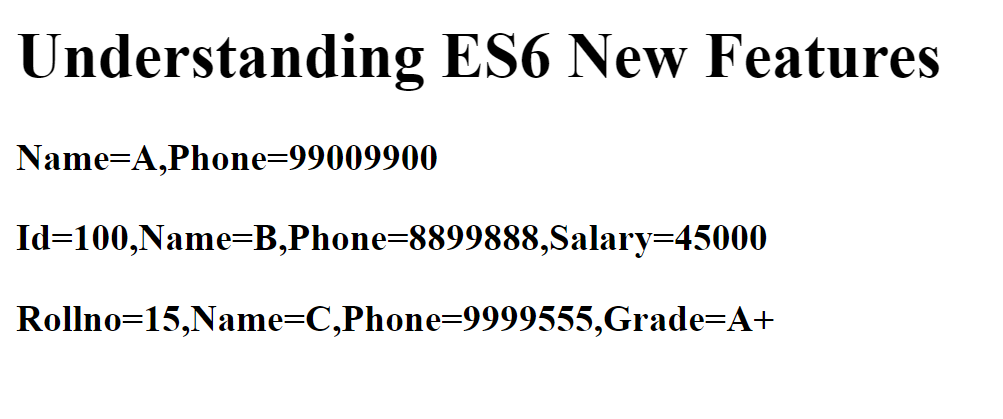 Understanding ES6 New Features
Name=A,Phone=99009900
Id=100,Name=B,Phone=8899888,Salary=45000
Rollno=15,Name=C,Phone=9999555,Grade=A+